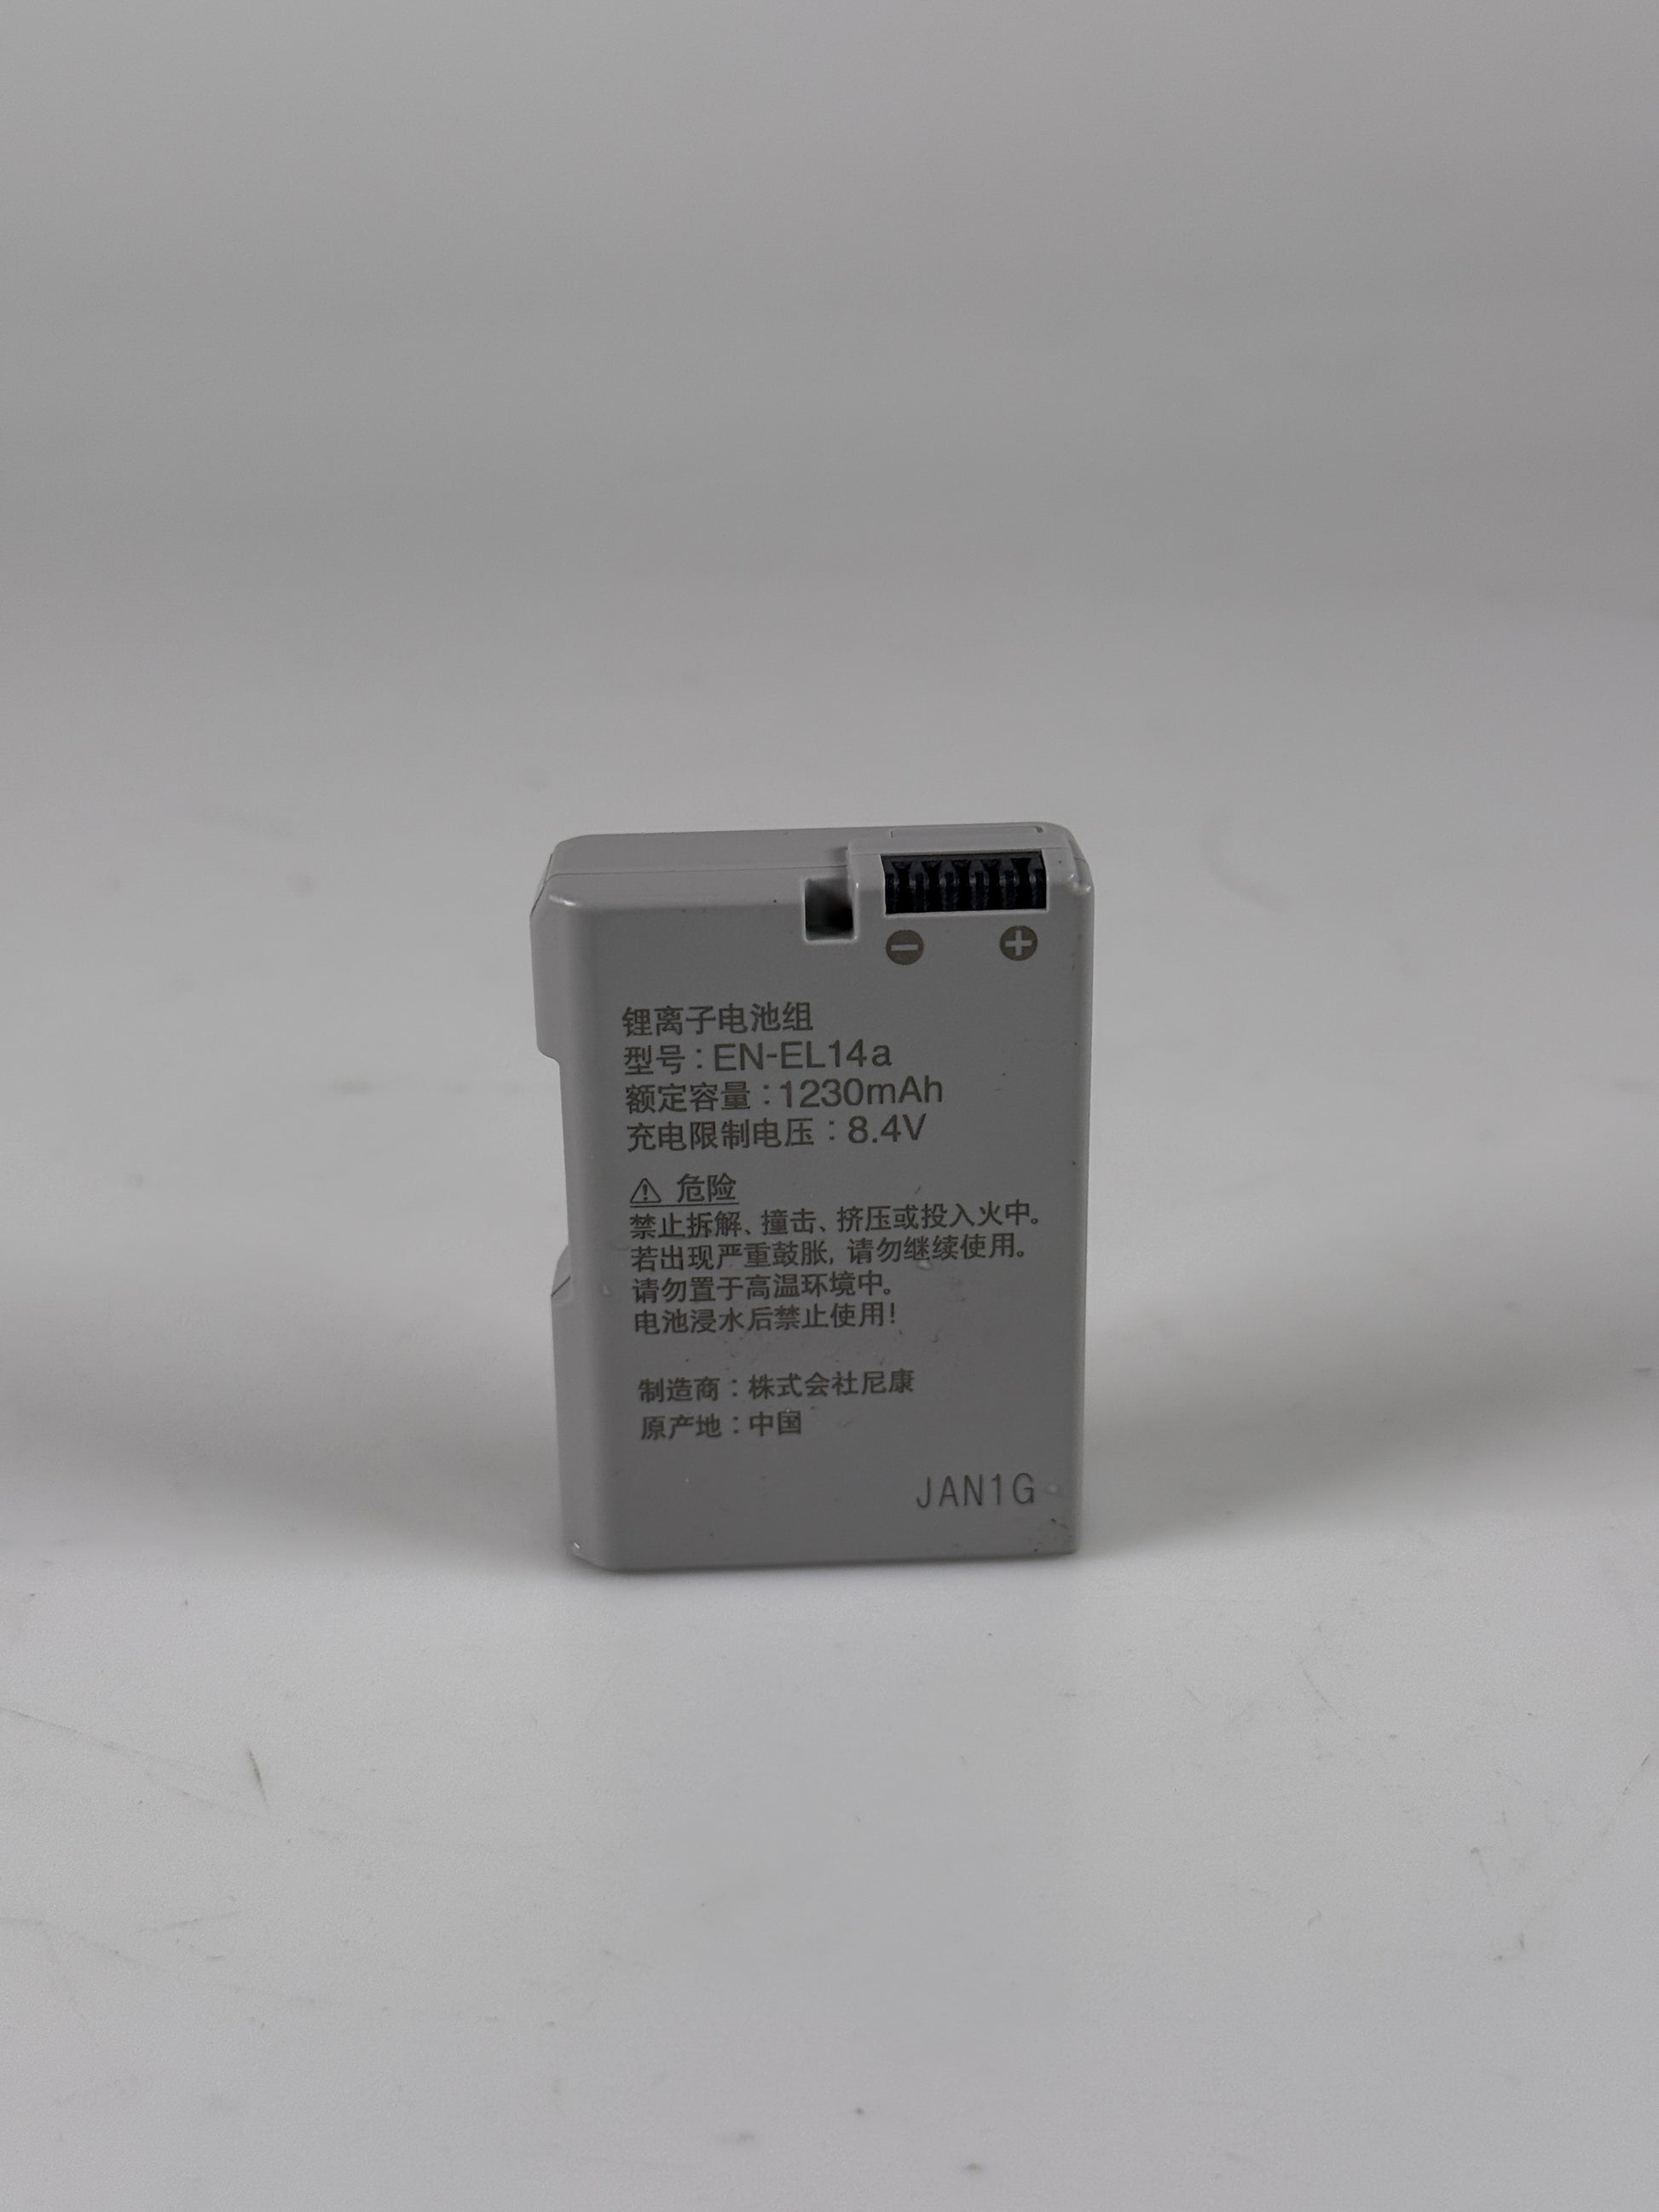 锂离子电池组
型号：EN-EL14a
额定容量：1230mAh
充电限制电压：8.4V
⚠ 危险
禁止拆解、撞击、挤压或投入火中。
若出现严重鼓胀，请勿继续使用。
请勿置于高温环境中。
电池浸水后禁止使用！
制造商：株式会社尼康
原产地：中国
JAN1G